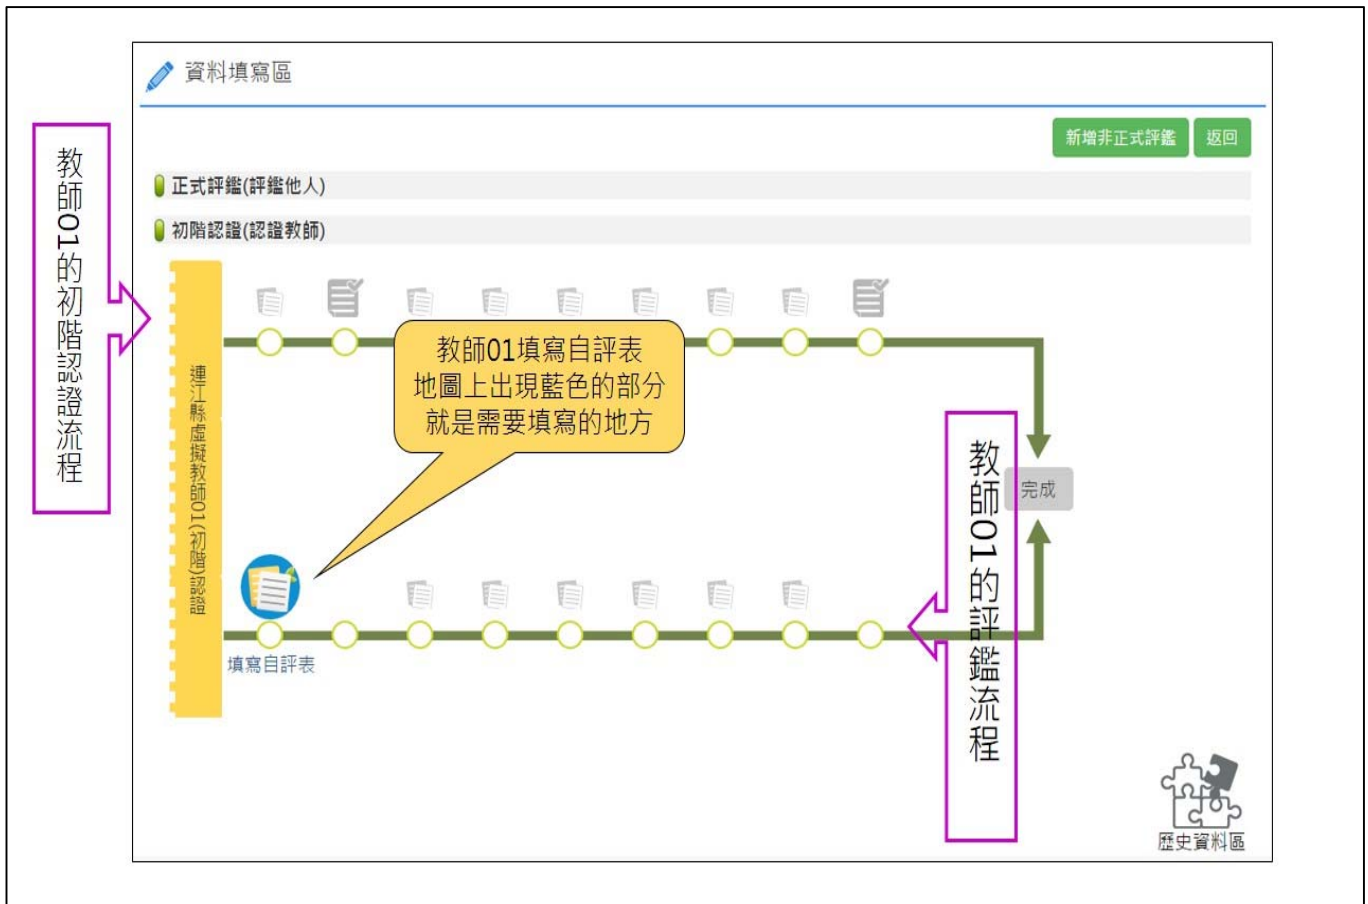 資料填寫區
新增非正式評鑑
返回
正式評鑑(評鑑他人)
初階認證(認證教師)
教師01的初階認證流程
連江縣虛擬教師01(初階)認證
教師01填寫自評表
地圖上出現藍色的部分
就是需要填寫的地方
完成
教師01的評鑑流程
填寫自評表
歷史資料區